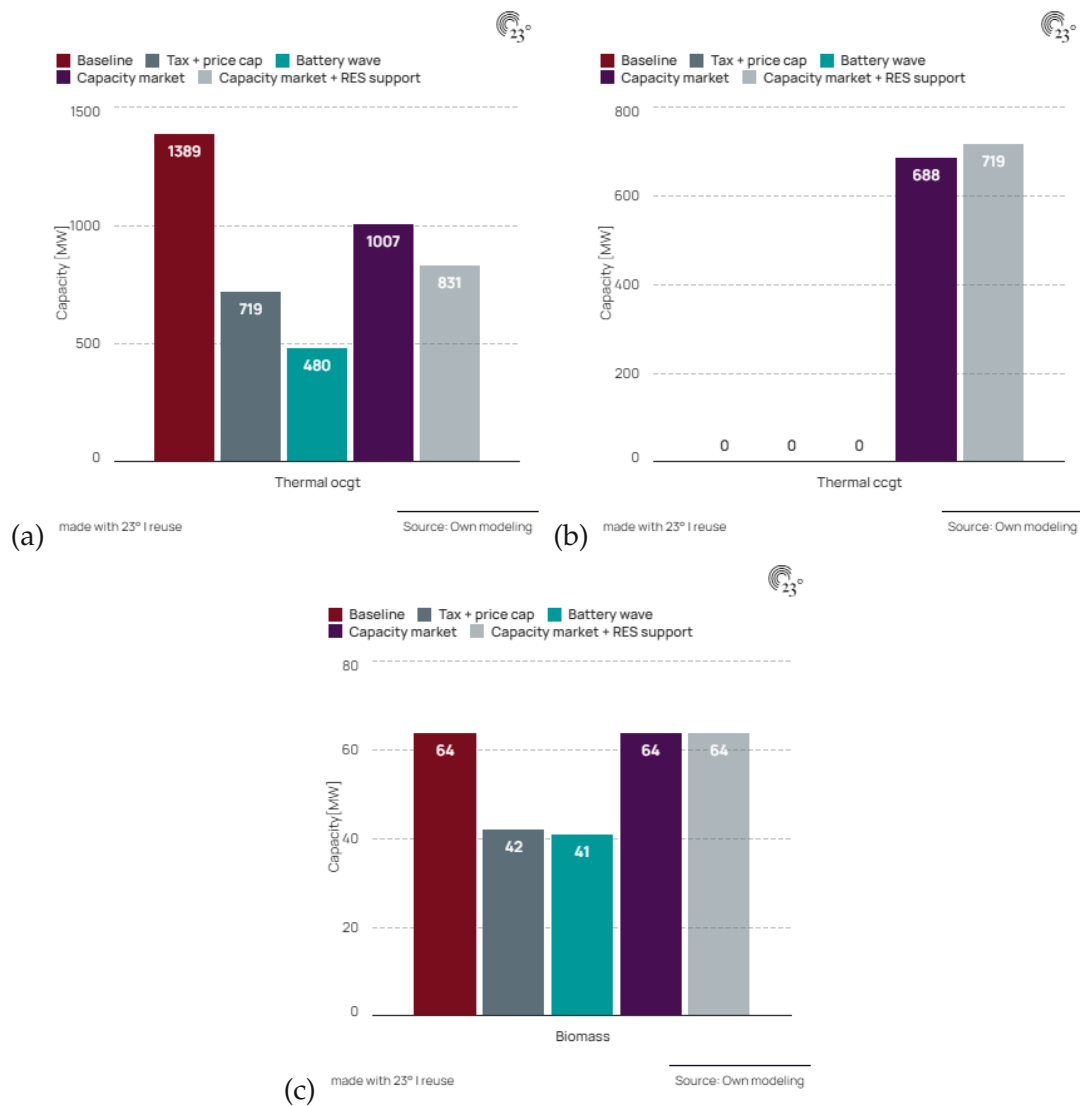 23°
Baseline Tax + price cap Battery wave
Capacity market Capacity market + RES support
1500
1000
500
0
Capacity [MW]
1389
719
480
1007
831
Thermal ocgt
made with 23° | reuse
Source: Own modeling
(a)
23°
Baseline Tax + price cap Battery wave
Capacity market Capacity market + RES support
800
600
400
200
0
Capacity [MW]
0
0
0
688
719
Thermal ccgt
made with 23° | reuse
Source: Own modeling
(b)
23°
Baseline Tax + price cap Battery wave
Capacity market Capacity market + RES support
80
60
40
20
0
Capacity[MW]
64
42
41
64
64
Biomass
made with 23° | reuse
Source: Own modeling
(c)